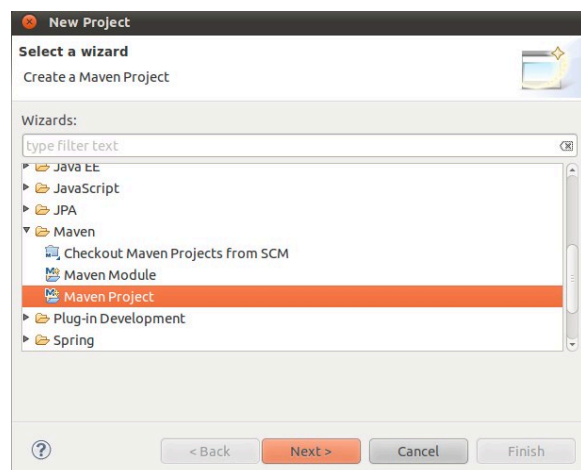 New Project
Select a wizard
Create a Maven Project
Wizards:
type filter text
Java EE
JavaScript
JPA
Maven
Checkout Maven Projects from SCM
Maven Module
Maven Project
Plug-in Development
Spring
?
< Back Next > Cancel Finish